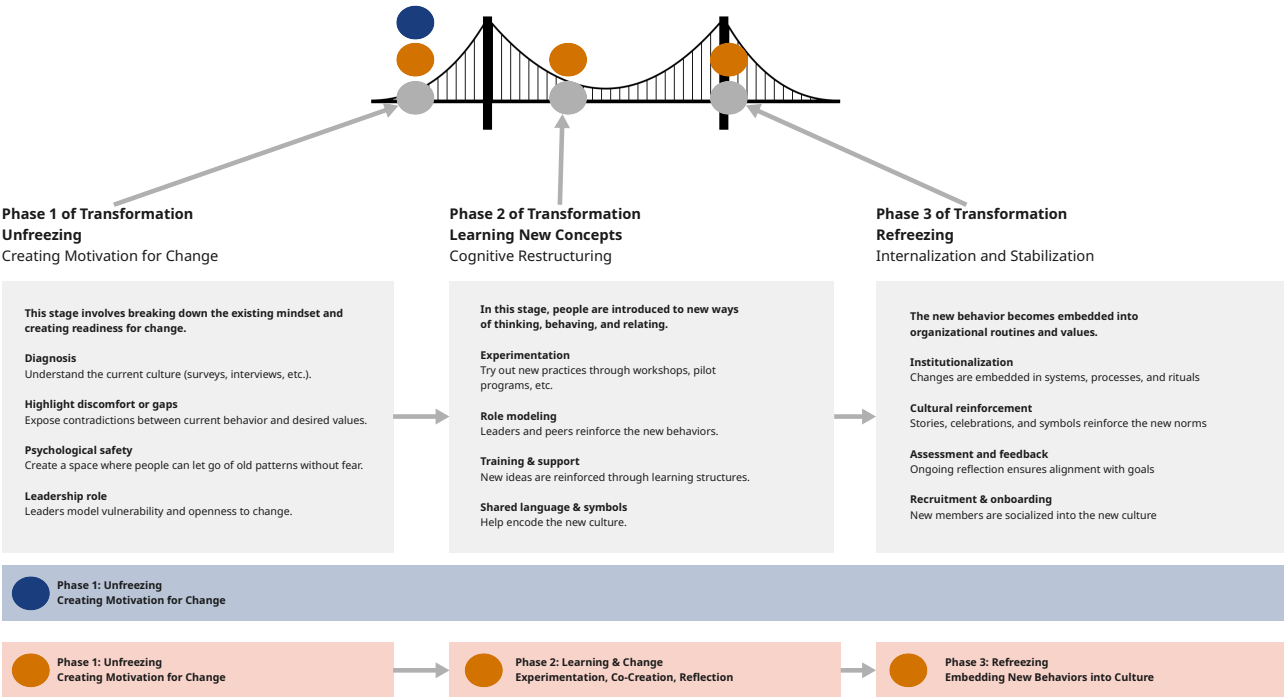 Phase 1 of Transformation
Unfreezing
Creating Motivation for Change
Phase 2 of Transformation
Learning New Concepts
Cognitive Restructuring
Phase 3 of Transformation
Refreezing
Internalization and Stabilization
This stage involves breaking down the existing mindset and
creating readiness for change.
Diagnosis
Understand the current culture (surveys, interviews, etc.).
Highlight discomfort or gaps
Expose contradictions between current behavior and desired values.
Psychological safety
Create a space where people can let go of old patterns without fear.
Leadership role
Leaders model vulnerability and openness to change.
In this stage, people are introduced to new ways
of thinking, behaving, and relating.
Experimentation
Try out new practices through workshops, pilot
programs, etc.
Role modeling
Leaders and peers reinforce the new behaviors.
Training & support
New ideas are reinforced through learning structures.
Shared language & symbols
Help encode the new culture.
The new behavior becomes embedded into
organizational routines and values.
Institutionalization
Changes are embedded in systems, processes, and rituals
Cultural reinforcement
Stories, celebrations, and symbols reinforce the new norms
Assessment and feedback
Ongoing reflection ensures alignment with goals
Recruitment & onboarding
New members are socialized into the new culture
Phase 1: Unfreezing
Creating Motivation for Change
Phase 1: Unfreezing
Creating Motivation for Change
Phase 2: Learning & Change
Experimentation, Co-Creation, Reflection
Phase 3: Refreezing
Embedding New Behaviors into Culture